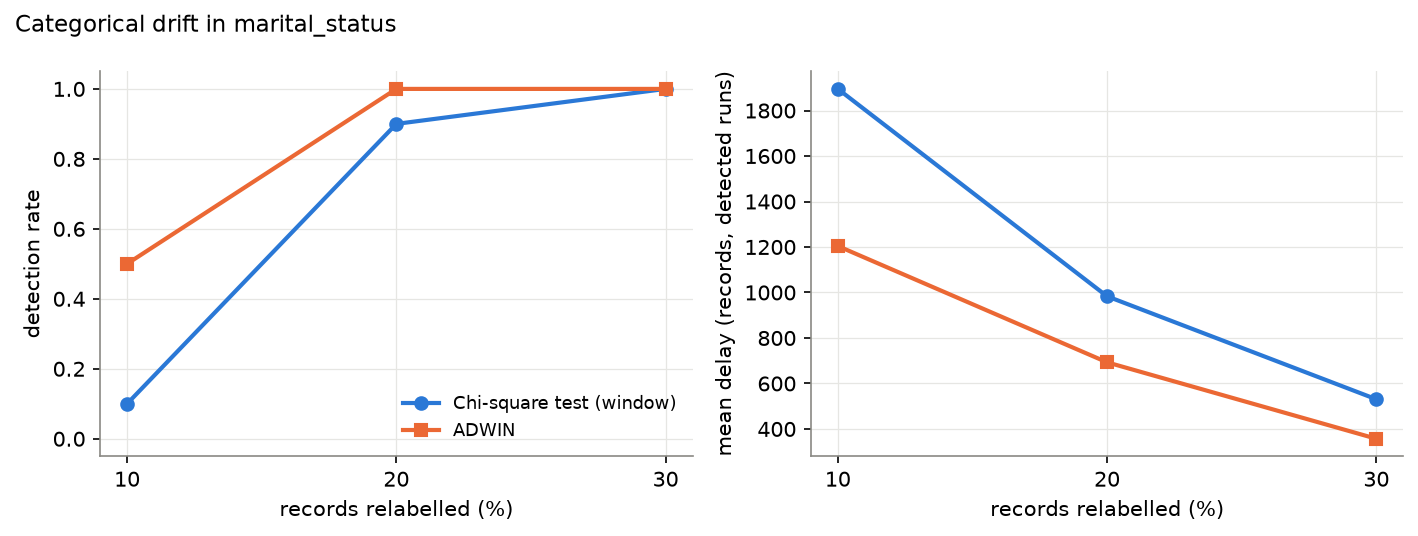 Categorical drift in marital_status
detection rate
1.0
0.8
0.6
0.4
0.2
0.0
10
20
30
records relabelled (%)
Chi-square test (window)
ADWIN
mean delay (records, detected runs)
1800
1600
1400
1200
1000
800
600
400
10
20
30
records relabelled (%)